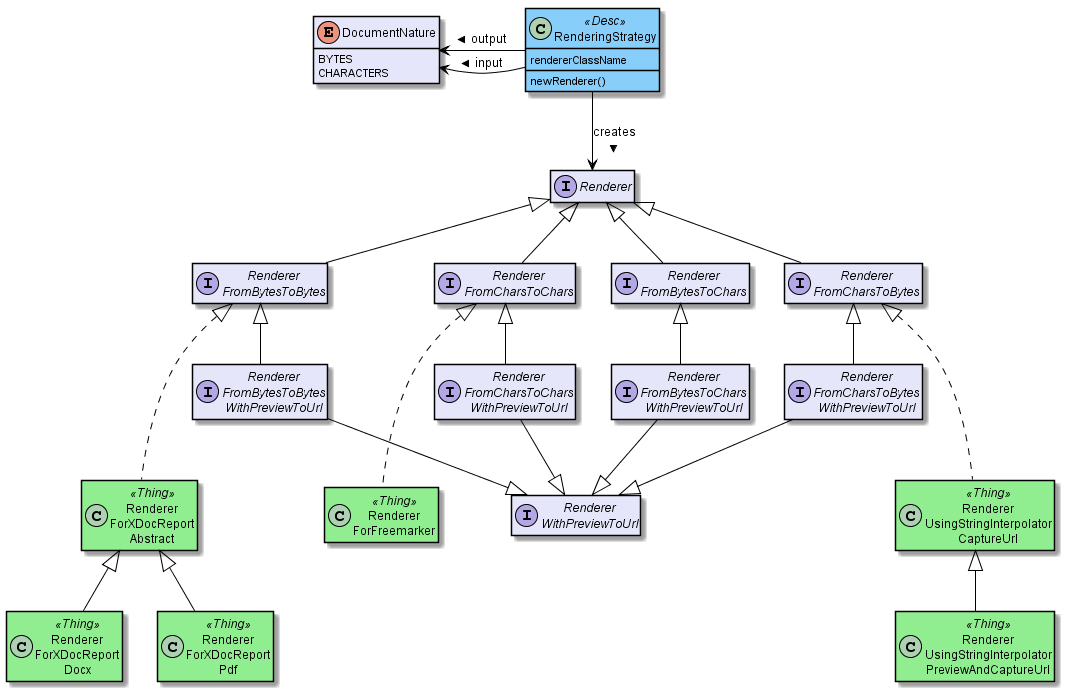 E DocumentNature
BYTES
CHARACTERS
◄ output
◄ input
C «Desc»
RenderingStrategy
rendererClassName
newRenderer()
creates
▼
I Renderer
I Renderer
FromBytesToBytes
I Renderer
FromCharsToChars
I Renderer
FromBytesToChars
I Renderer
FromCharsToBytes
I Renderer
FromBytesToBytes
WithPreviewToUrl
I Renderer
FromCharsToChars
WithPreviewToUrl
I Renderer
FromBytesToChars
WithPreviewToUrl
I Renderer
FromCharsToBytes
WithPreviewToUrl
C «Thing»
Renderer
ForXDocReport
Abstract
C «Thing»
Renderer
ForFreemarker
I Renderer
WithPreviewToUrl
C «Thing»
Renderer
UsingStringInterpolator
CaptureUrl
C «Thing»
Renderer
ForXDocReport
Docx
C «Thing»
Renderer
ForXDocReport
Pdf
C «Thing»
Renderer
UsingStringInterpolator
PreviewAndCaptureUrl